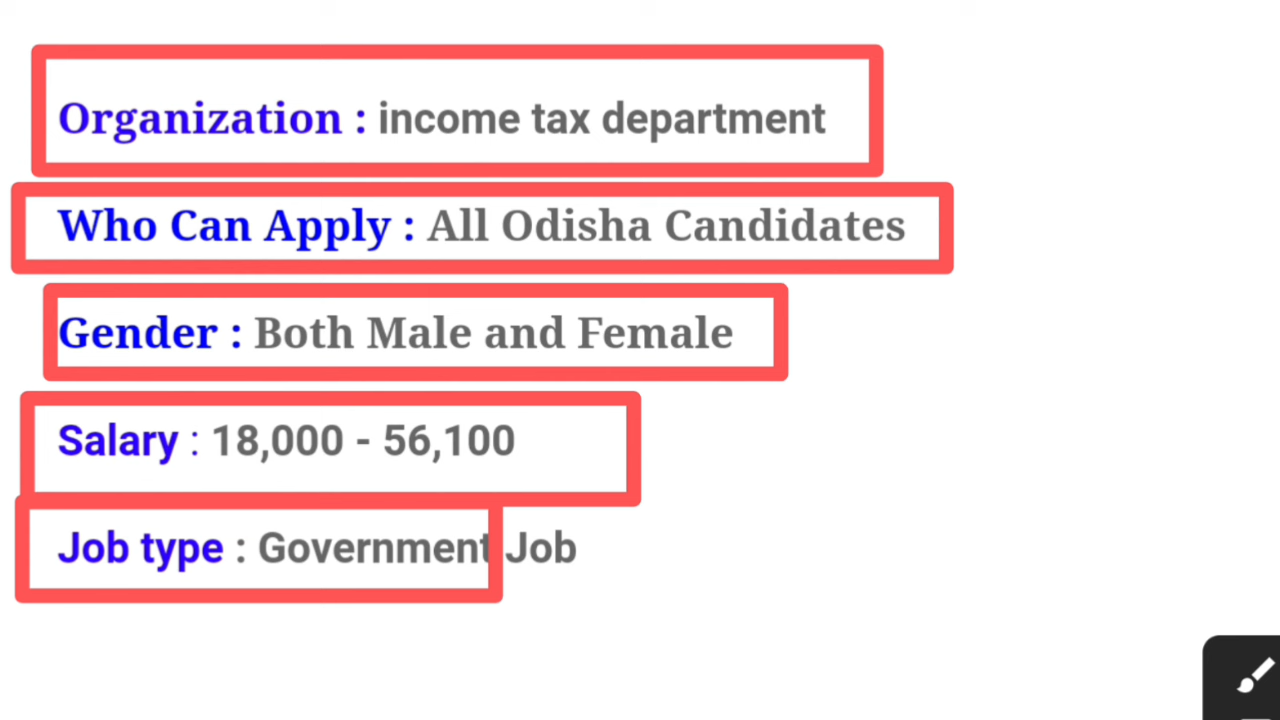 Organization : income tax department
Who Can Apply : All Odisha Candidates
Gender : Both Male and Female
Salary : 18,000 - 56,100
Job type : Government Job